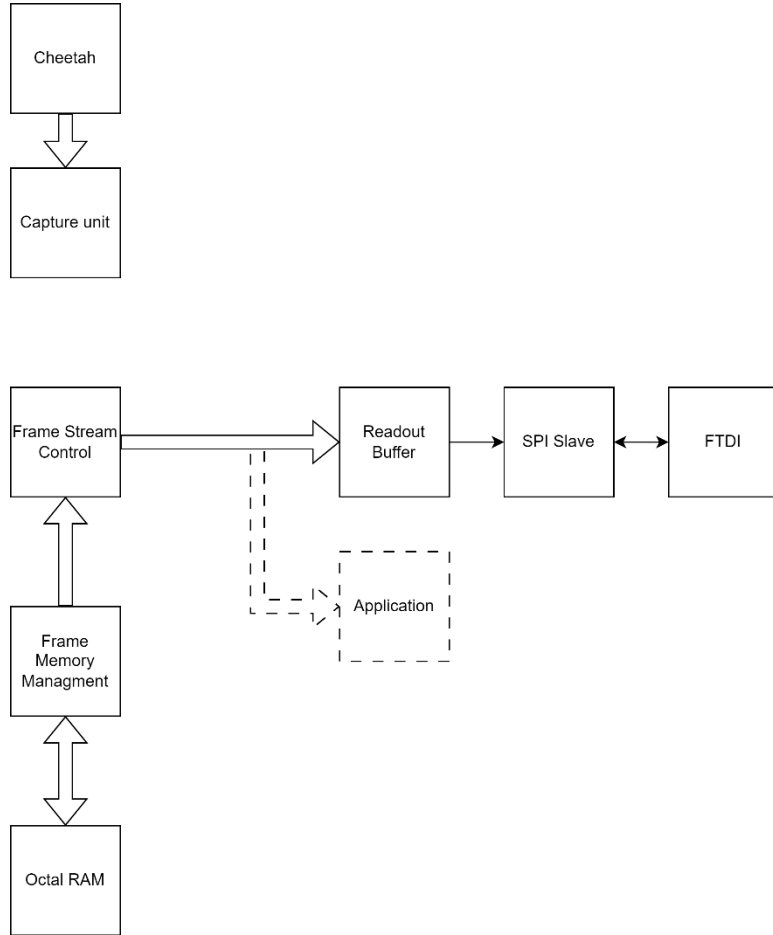 Cheetah
Capture unit
Frame Stream
Control
Readout
Buffer
SPI Slave
FTDI
Application
Frame
Memory
Managment
Octal RAM